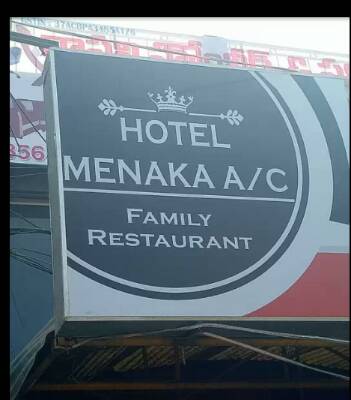 HOTEL
MENAKA A/C
FAMILY
RESTAURANT